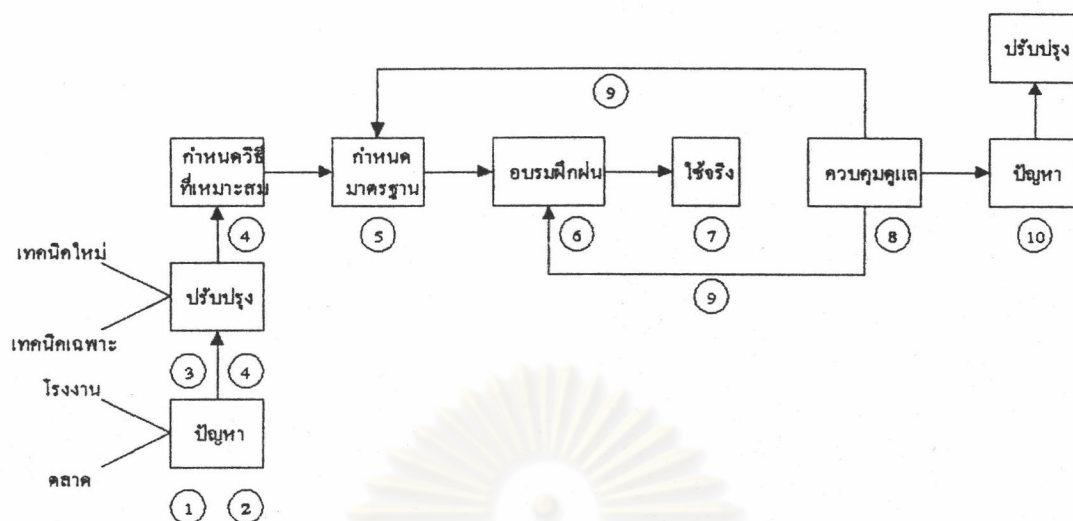 ปรับปรุง
9
กำหนดวิธี
ที่เหมาะสม
กำหนด
มาตรฐาน
อบรมฝึกฝน
ใช้จริง
ควบคุมดูแล
ปัญหา
4
5
6
7
8
10
เทคนิคใหม่
ปรับปรุง
9
เทคนิคเฉพาะ
3
4
โรงงาน
ปัญหา
ตลาด
1
2